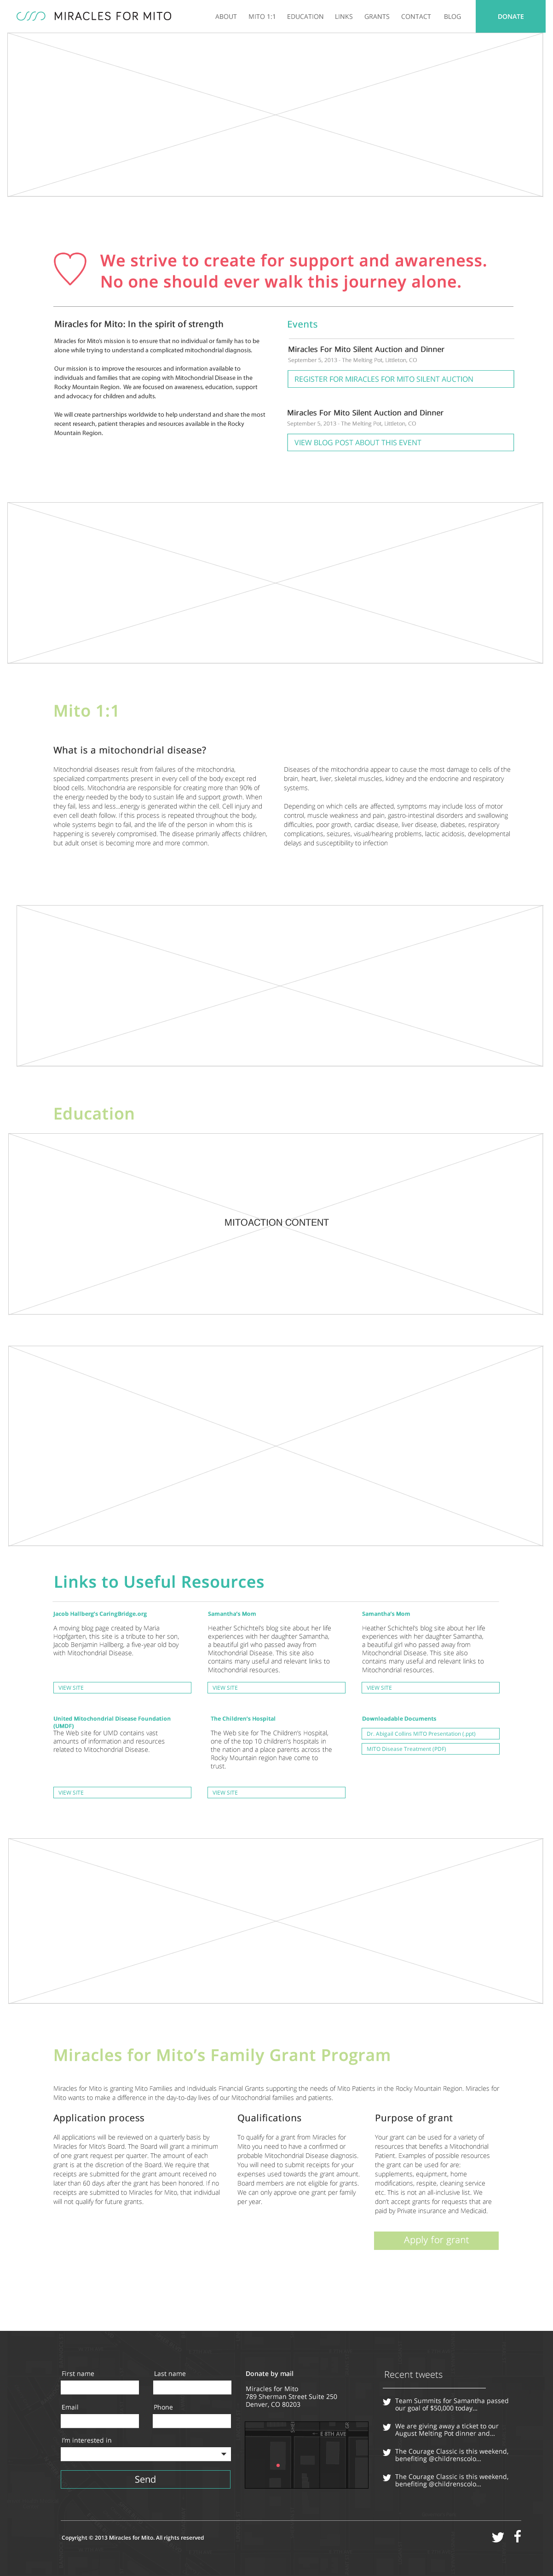 MIRACLES FOR MITO
ABOUT MITO 1:1 EDUCATION LINKS GRANTS CONTACT BLOG DONATE
We strive to create for support and awareness.
No one should ever walk this journey alone.
Miracles for Mito: In the spirit of strength
Miracles for Mito's mission is to ensure that no individual or family has to be
alone while trying to understand a complicated mitochondrial diagnosis.
Our mission is to improve the resources and information available to
individuals and families that are coping with Mitochondrial Disease in the
Rocky Mountain Region. We are focused on awareness, education, support
and advocacy for children and adults.
We will create partnerships worldwide to help understand and share the most
recent research, patient therapies and resources available in the Rocky
Mountain Region.
Events
Miracles For Mito Silent Auction and Dinner
September 5, 2013 - The Melting Pot, Littleton, CO
REGISTER FOR MIRACLES FOR MITO SILENT AUCTION
Miracles For Mito Silent Auction and Dinner
September 5, 2013 - The Melting Pot, Littleton, CO
VIEW BLOG POST ABOUT THIS EVENT
Mito 1:1
What is a mitochondrial disease?
Mitochondrial diseases result from failures of the mitochondria,
specialized compartments present in every cell of the body except red
blood cells. Mitochondria are responsible for creating more than 90% of
the energy needed by the body to sustain life and support growth. When
they fail, less and less...energy is generated within the cell. Cell injury and
even cell death follow. If this process is repeated throughout the body,
whole systems begin to fail, and the life of the person in whom this is
happening is severely compromised. The disease primarily affects children,
but adult onset is becoming more and more common.
Diseases of the mitochondria appear to cause the most damage to cells of the
brain, heart, liver, skeletal muscles, kidney and the endocrine and respiratory
systems.
Depending on which cells are affected, symptoms may include loss of motor
control, muscle weakness and pain, gastro-intestinal disorders and swallowing
difficulties, poor growth, cardiac disease, liver disease, diabetes, respiratory
complications, seizures, visual/hearing problems, lactic acidosis, developmental
delays and susceptibility to infection
Education
MITOACTION CONTENT
Links to Useful Resources
Jacob Hallberg's CaringBridge.org
A moving blog page created by Maria
Hopfgarten, this site is a tribute to her son,
Jacob Benjamin Hallberg, a five-year old boy
with Mitochondrial Disease.
VIEW SITE
Samantha's Mom
Heather Schichtel's blog site about her life
experiences with her daughter Samantha,
a beautiful girl who passed away from
Mitochondrial Disease. This site also
contains many useful and relevant links to
Mitochondrial resources.
VIEW SITE
Samantha's Mom
Heather Schichtel's blog site about her life
experiences with her daughter Samantha,
a beautiful girl who passed away from
Mitochondrial Disease. This site also
contains many useful and relevant links to
Mitochondrial resources.
VIEW SITE
United Mitochondrial Disease Foundation
(UMDF)
The Web site for UMD contains vast
amounts of information and resources
related to Mitochondrial Disease.
VIEW SITE
The Children's Hospital
The Web site for The Children's Hospital,
one of the top 10 children's hospitals in
the nation and a place parents across the
Rocky Mountain region have come to
trust.
VIEW SITE
Downloadable Documents
Dr. Abigail Collins MITO Presentation (.ppt)
MITO Disease Treatment (PDF)
Miracles for Mito's Family Grant Program
Miracles for Mito is granting Mito Families and Individuals Financial Grants supporting the needs of Mito Patients in the Rocky Mountain Region. Miracles for
Mito wants to make a difference in the day-to-day lives of our Mitochondrial families and patients.
Application process
All applications will be reviewed on a quarterly basis by
Miracles for Mito's Board. The Board will grant a minimum
of one grant request per quarter. The amount of each
grant is at the discretion of the Board. We require that
receipts are submitted for the grant amount received no
later than 60 days after the grant has been honored. If no
receipts are submitted to Miracles for Mito, that individual
will not qualify for future grants.
Qualifications
To qualify for a grant from Miracles for
Mito you need to have a confirmed or
probable Mitochondrial Disease diagnosis.
You will need to submit receipts for your
expenses used towards the grant amount.
Board members are not eligible for grants.
We can only approve one grant per family
per year.
Purpose of grant
Your grant can be used for a variety of
resources that benefits a Mitochondrial
Patient. Examples of possible resources
the grant can be used for are:
supplements, equipment, home
modifications, respite, cleaning service
etc. This is not an all-inclusive list. We
don't accept grants for requests that are
paid by Private insurance and Medicaid.
Apply for grant
First name
Last name
Email
Phone
I'm interested in
Send
Donate by mail
Miracles for Mito
789 Sherman Street Suite 250
Denver, CO 80203
E 8TH AVE
Recent tweets
Team Summits for Samantha passed
our goal of $50,000 today...
We are giving away a ticket to our
August Melting Pot dinner and...
The Courage Classic is this weekend,
benefiting @childrenscolo...
The Courage Classic is this weekend,
benefiting @childrenscolo...
Copyright © 2013 Miracles for Mito. All rights reserved